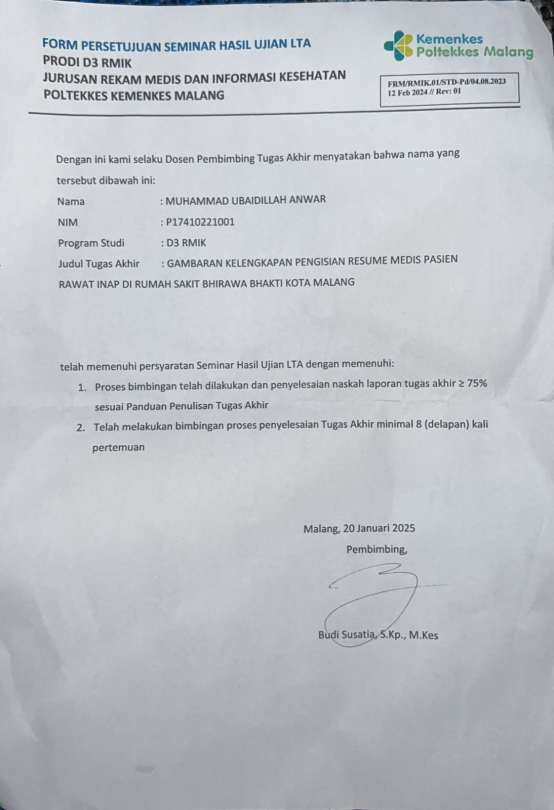 FORM PERSETUJUAN SEMINAR HASIL UJIAN LTA
PRODI D3 RMIK
JURUSAN REKAM MEDIS DAN INFORMASI KESEHATAN
POLTEKKES KEMENKES MALANG
Kemenkes
Poltekkes Malang
FRM/RMIK.01/STD-Pd/04.08.2023
12 Feb 2024 // Rev: 01
Dengan ini kami selaku Dosen Pembimbing Tugas Akhir menyatakan bahwa nama yang
tersebut dibawah ini:
Nama : MUHAMMAD UBAIDILLAH ANWAR
NIM : P17410221001
Program Studi : D3 RMIK
Judul Tugas Akhir : GAMBARAN KELENGKAPAN PENGISIAN RESUME MEDIS PASIEN
RAWAT INAP DI RUMAH SAKIT BHIRAWA BHAKTI KOTA MALANG
telah memenuhi persyaratan Seminar Hasil Ujian LTA dengan memenuhi:
1. Proses bimbingan telah dilakukan dan penyelesaian naskah laporan tugas akhir ≥ 75%
sesuai Panduan Penulisan Tugas Akhir
2. Telah melakukan bimbingan proses penyelesaian Tugas Akhir minimal 8 (delapan) kali
pertemuan
Malang, 20 Januari 2025
Pembimbing,
Budi Susatia, S.Kp., M.Kes